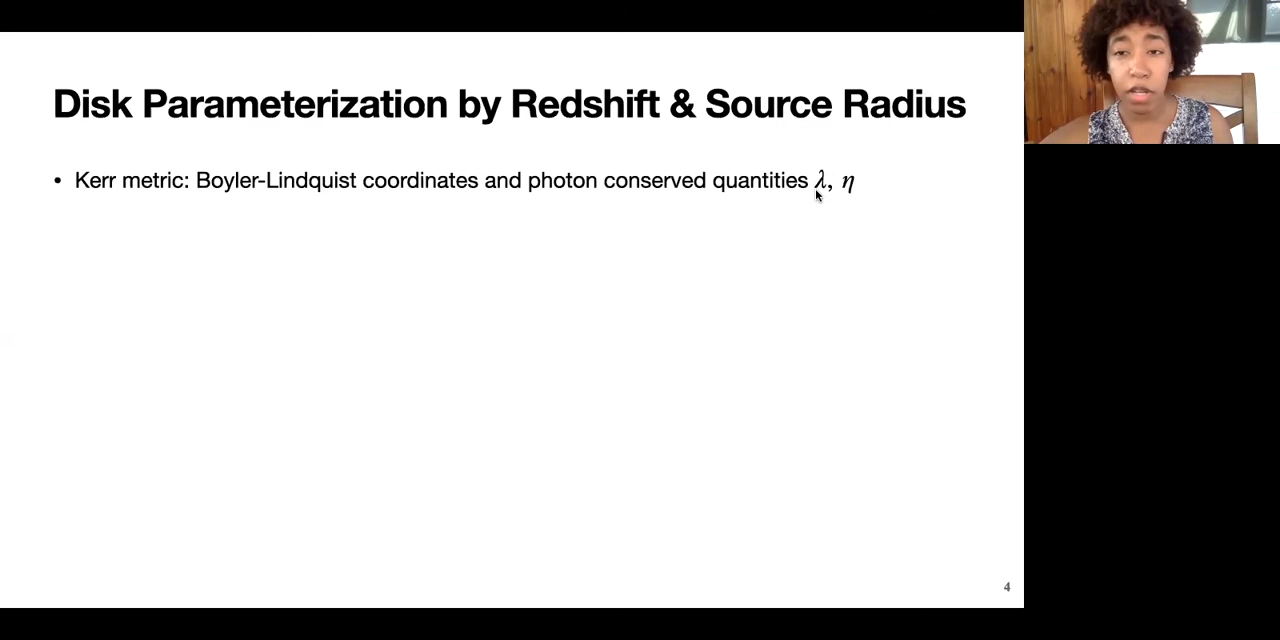 Disk Parameterization by Redshift & Source Radius
• Kerr metric: Boyler-Lindquist coordinates and photon conserved quantities λ, η
4